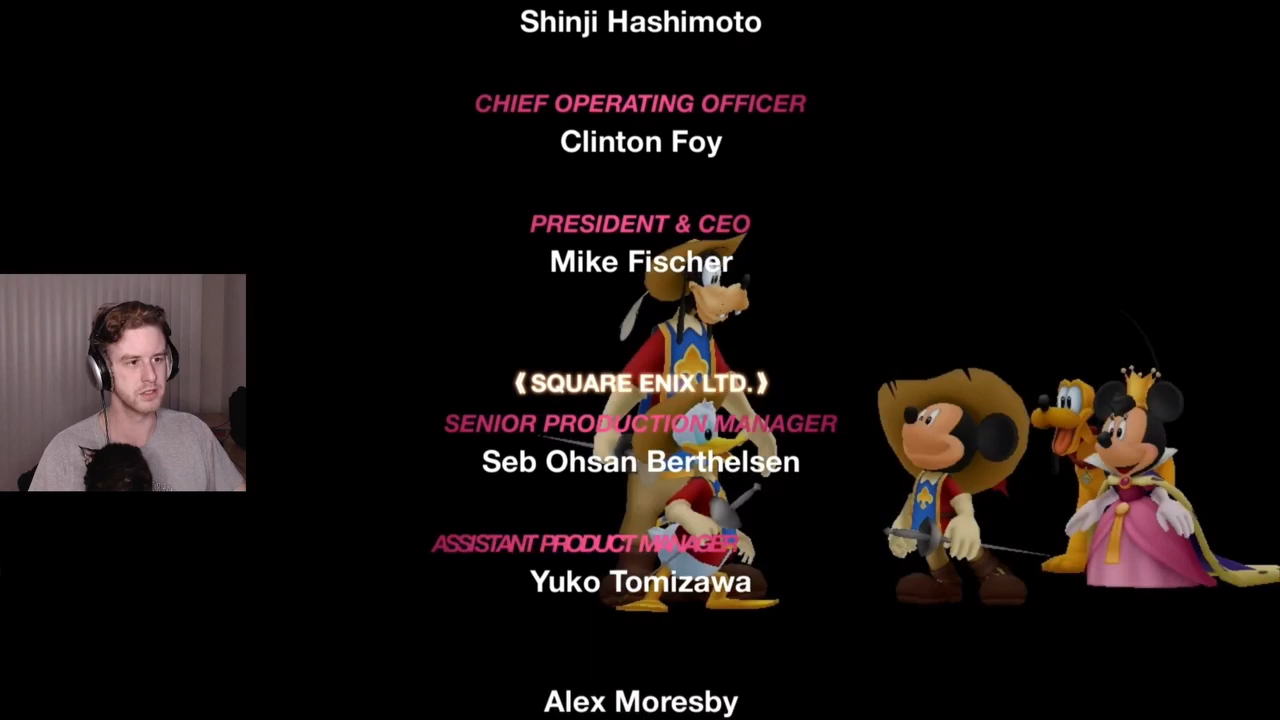 Shinji Hashimoto
CHIEF OPERATING OFFICER
Clinton Foy
PRESIDENT & CEO
Mike Fischer
《 SQUARE ENIX LTD. 》
SENIOR PRODUCTION MANAGER
Seb Ohsan Berthelsen
ASSISTANT PRODUCT MANAGER
Yuko Tomizawa
Alex Moresby